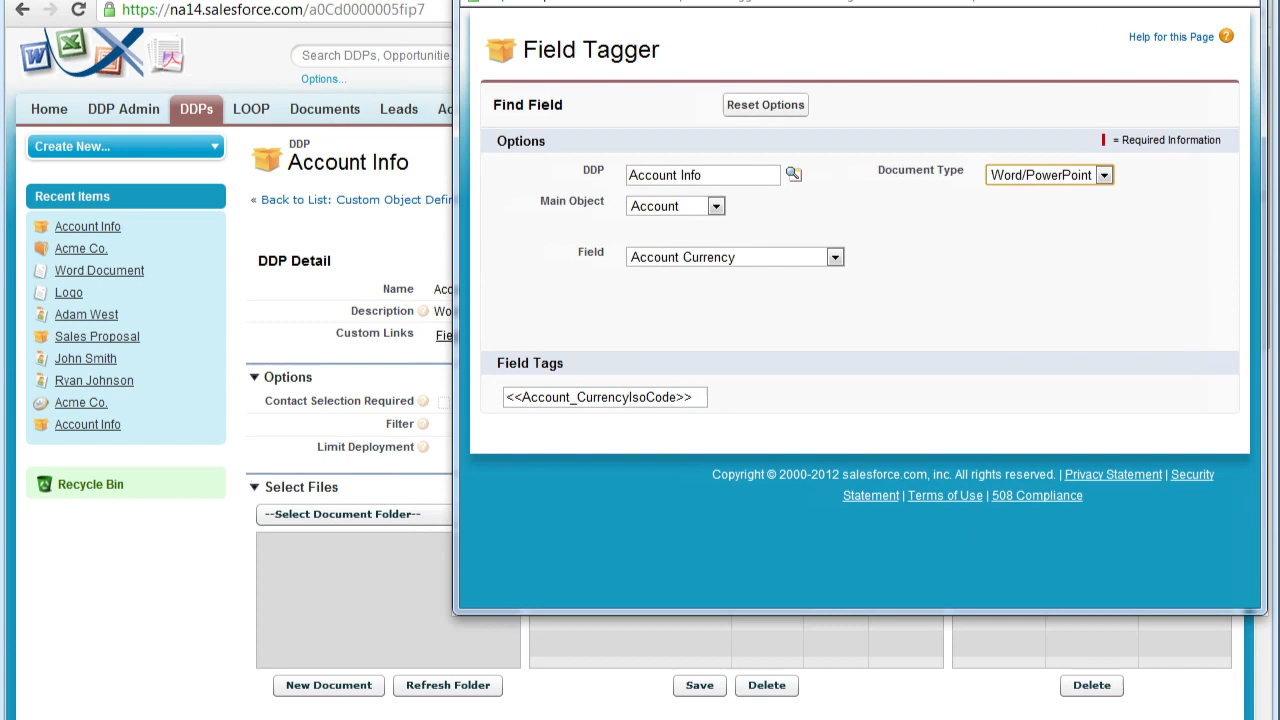 https://na14.salesforce.com/a0Cd0000005fip7
Search DDPs, Opportunitie
Options...
Home DDP Admin DDPs LOOP Documents Leads Ac
Create New...
Recent Items
Account Info
Acme Co.
Word Document
Logo
Adam West
Sales Proposal
John Smith
Ryan Johnson
Acme Co.
Account Info
Recycle Bin
DDP
Account Info
« Back to List: Custom Object Defir
DDP Detail
Name Acc
Description Wo
Custom Links Fie
Options
Contact Selection Required
Filter
Limit Deployment
Select Files
--Select Document Folder--
New Document Refresh Folder Save Delete Delete
Field Tagger
Help for this Page
Find Field Reset Options
Options = Required Information
DDP Account Info Document Type Word/PowerPoint
Main Object Account
Field Account Currency
Field Tags
<<Account_CurrencyIsoCode>>
Copyright © 2000-2012 salesforce.com, inc. All rights reserved. | Privacy Statement | Security
Statement | Terms of Use | 508 Compliance